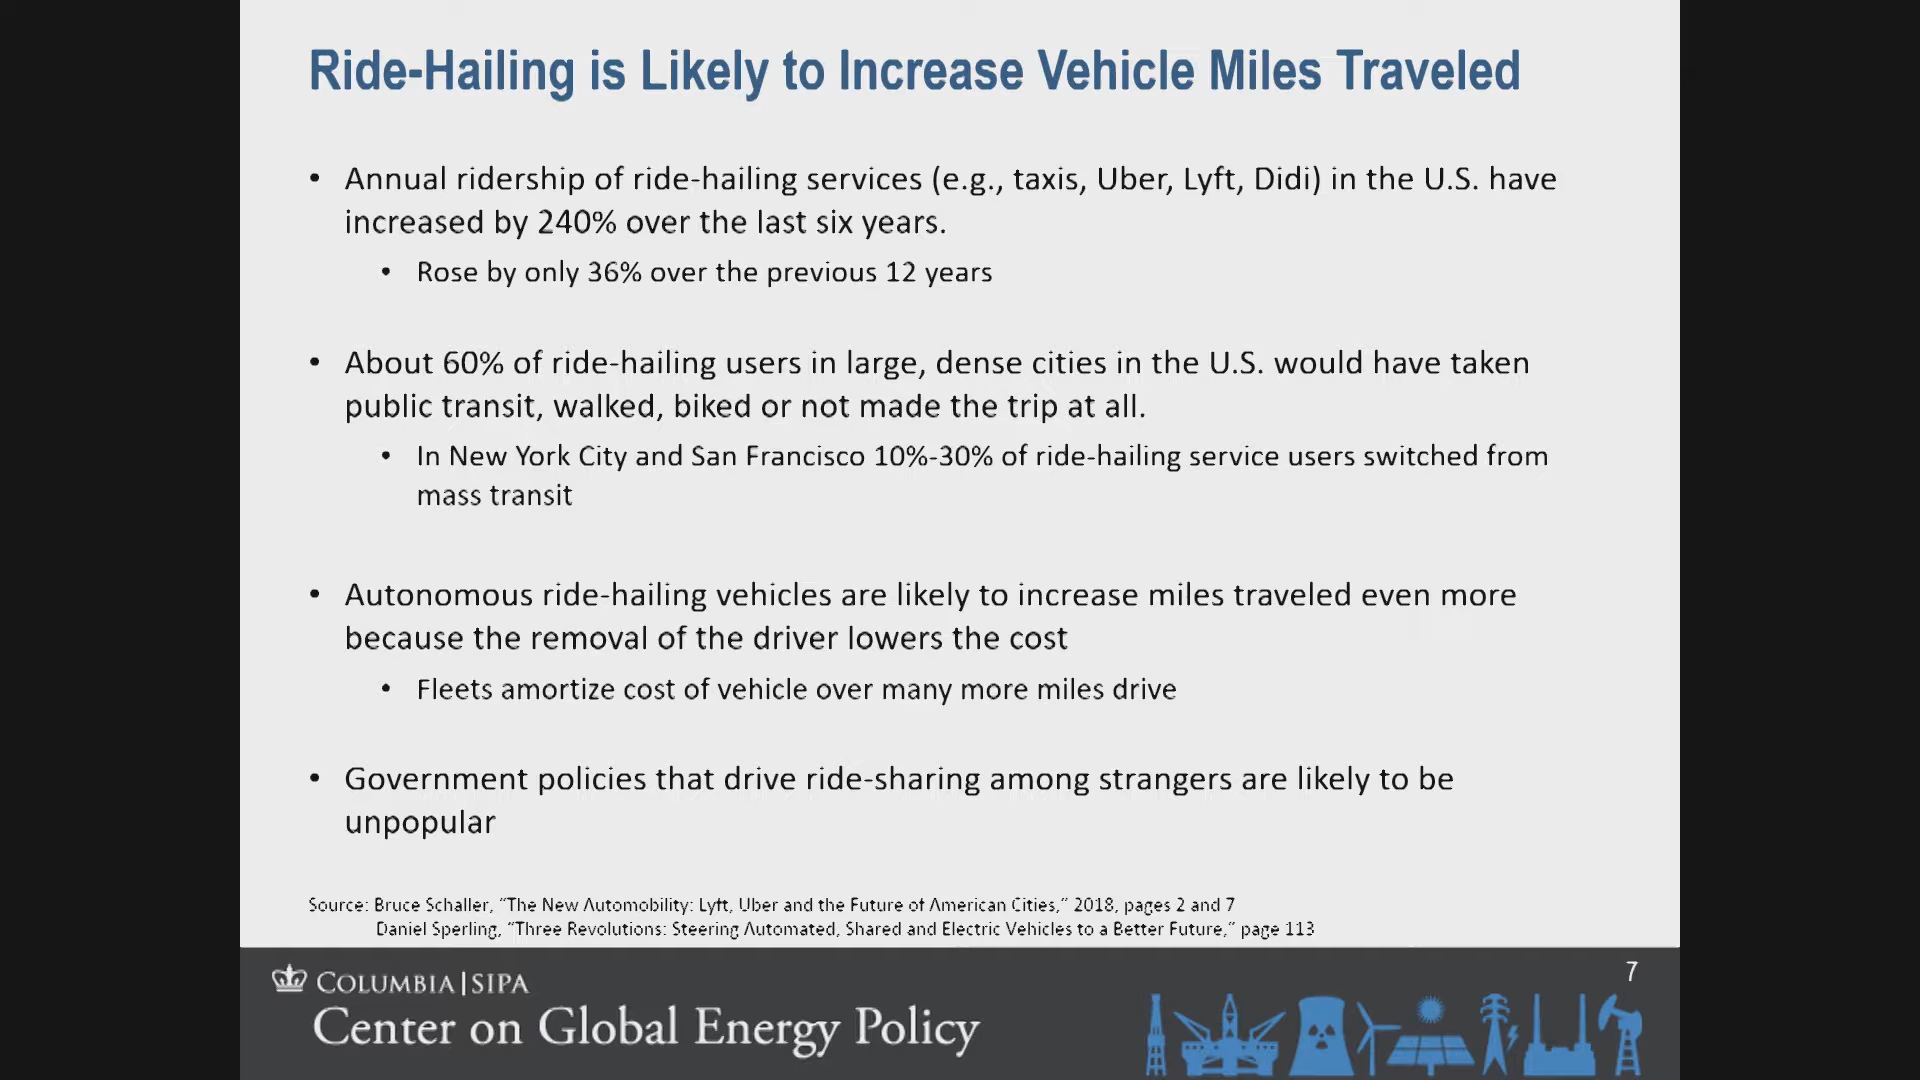 Ride-Hailing is Likely to Increase Vehicle Miles Traveled
• Annual ridership of ride-hailing services (e.g., taxis, Uber, Lyft, Didi) in the U.S. have
increased by 240% over the last six years.
• Rose by only 36% over the previous 12 years
• About 60% of ride-hailing users in large, dense cities in the U.S. would have taken
public transit, walked, biked or not made the trip at all.
• In New York City and San Francisco 10%-30% of ride-hailing service users switched from
mass transit
• Autonomous ride-hailing vehicles are likely to increase miles traveled even more
because the removal of the driver lowers the cost
• Fleets amortize cost of vehicle over many more miles drive
• Government policies that drive ride-sharing among strangers are likely to be
unpopular
Source: Bruce Schaller, “The New Automobility: Lyft, Uber and the Future of American Cities,” 2018, pages 2 and 7
Daniel Sperling, “Three Revolutions: Steering Automated, Shared and Electric Vehicles to a Better Future,” page 113
7
COLUMBIA|SIPA
Center on Global Energy Policy